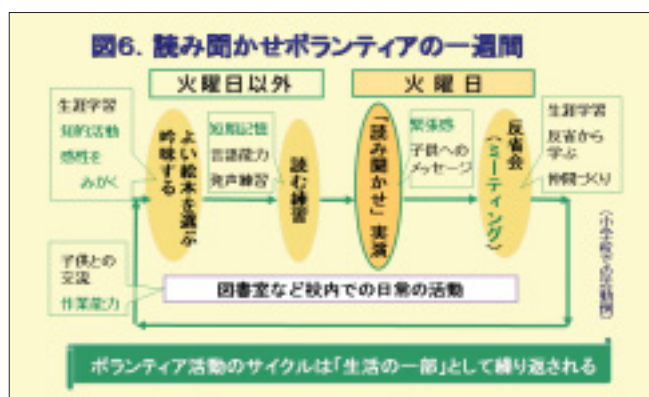 図6. 読み聞かせボランティアの一週間
火曜日以外
火曜日
生涯学習
知的活動
感性を
みがく
よい絵本を選ぶ
吟味する
短期記憶
言語能力
発声練習
読む練習
「読み聞かせ」実演
緊張感
子供への
メッセージ
反省会
(ミーティング)
生涯学習
反省から
学ぶ
仲間づくり
子供との
交流
作業能力
図書室など校内での日常の活動
(小学校での活動例)
ボランティア活動のサイクルは「生活の一部」として繰り返される